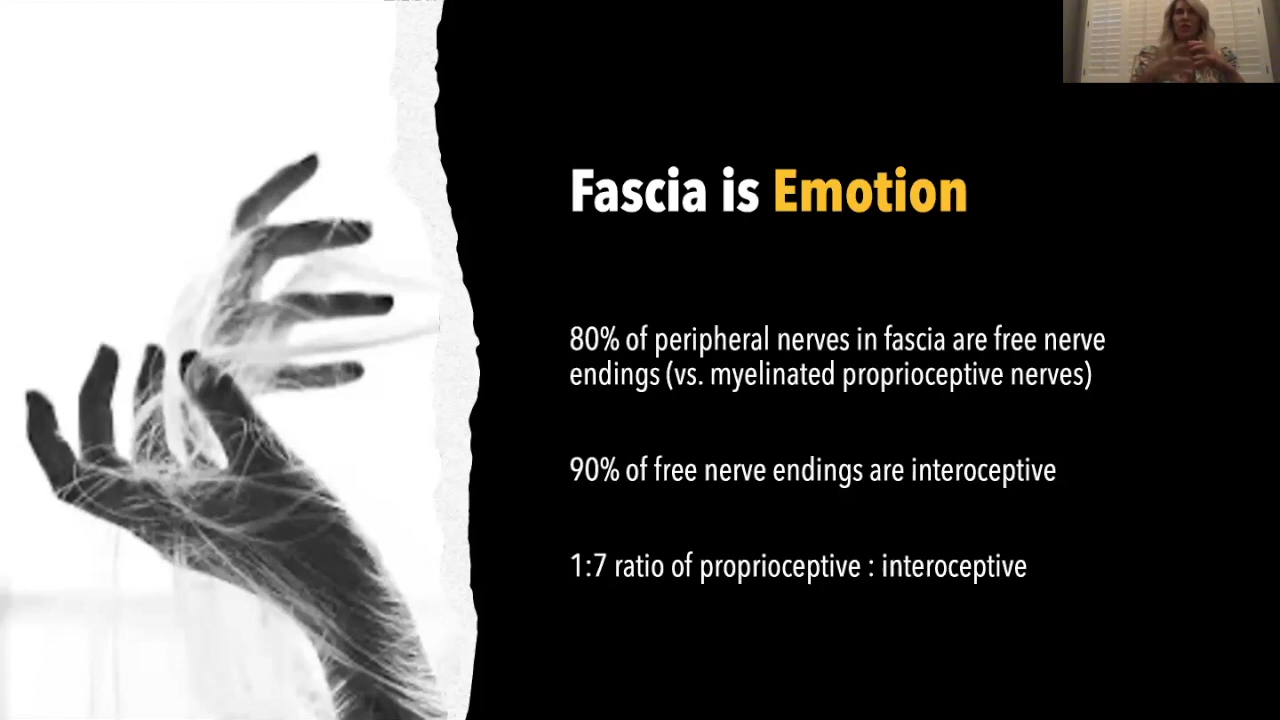 Fascia is Emotion
80% of peripheral nerves in fascia are free nerve
endings (vs. myelinated proprioceptive nerves)
90% of free nerve endings are interoceptive
1:7 ratio of proprioceptive : interoceptive